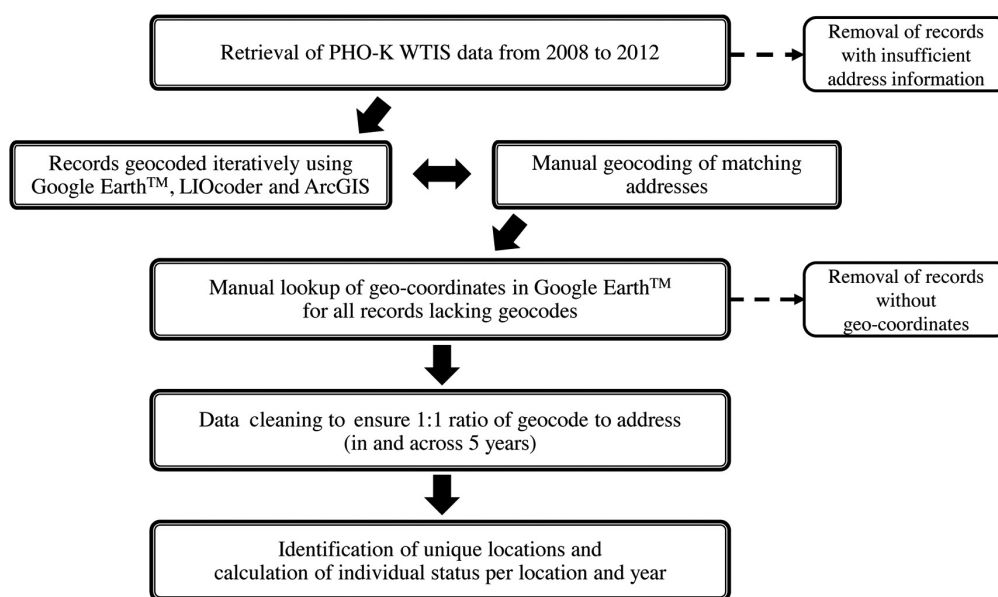 Retrieval of PHO-K WTIS data from 2008 to 2012
Removal of records
with insufficient
address information
Records geocoded iteratively using
Google Earth™, LIOcoder and ArcGIS
Manual geocoding of matching
addresses
Manual lookup of geo-coordinates in Google Earth™
for all records lacking geocodes
Removal of records
without
geo-coordinates
Data cleaning to ensure 1:1 ratio of geocode to address
(in and across 5 years)
Identification of unique locations and
calculation of individual status per location and year